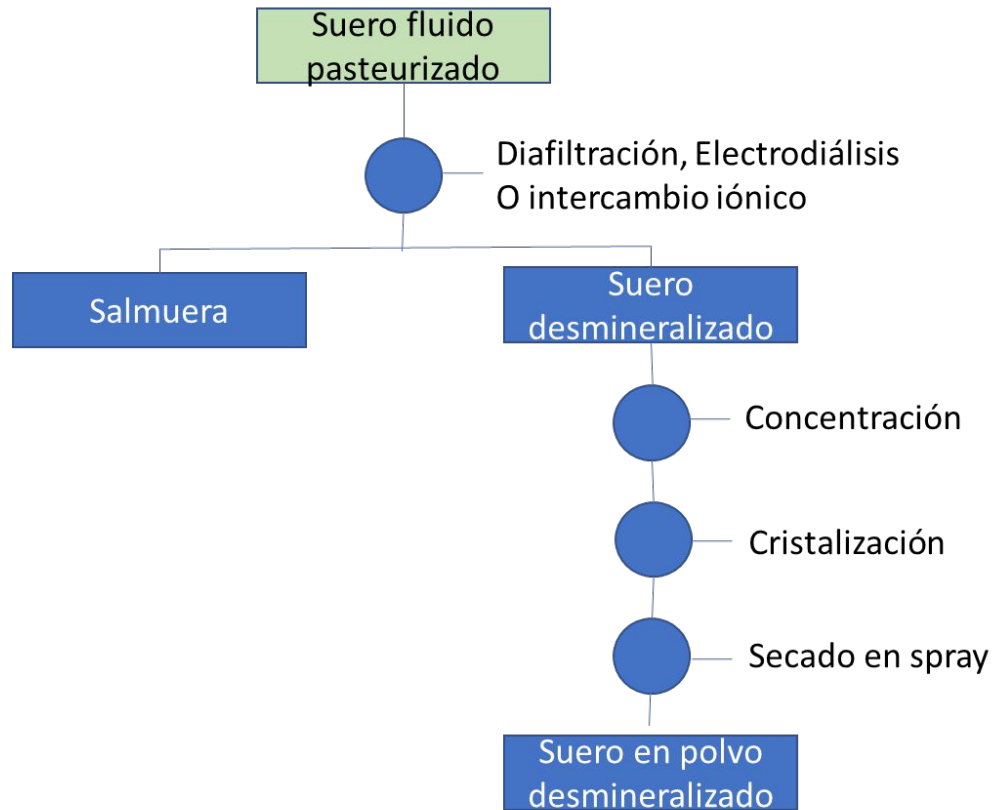 Suero fluido
pasteurizado
Diafiltración, Electrodiálisis
O intercambio iónico
Salmuera
Suero
desmineralizado
Concentración
Cristalización
Secado en spray
Suero en polvo
desmineralizado